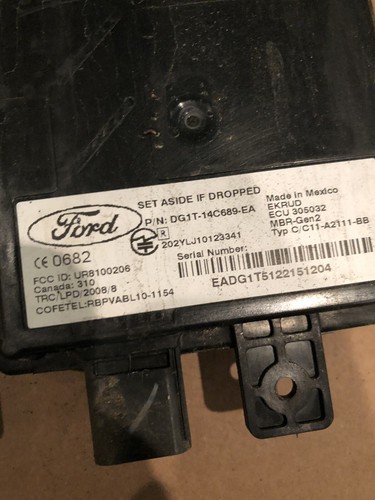 Ford
SET ASIDE IF DROPPED
P/N: DG1T-14C689-EA
R
202YLJ10123341
Made in Mexico
EKRUD
ECU 305032
MBR-Gen2
Typ C/C11-A2111-BB
CE 0682
FCC ID: UR8100206
Canada: 310
TRC/LPD/2008/8
COFETEL:RBPVABL10-1154
Serial Number:
EADG1T5122151204